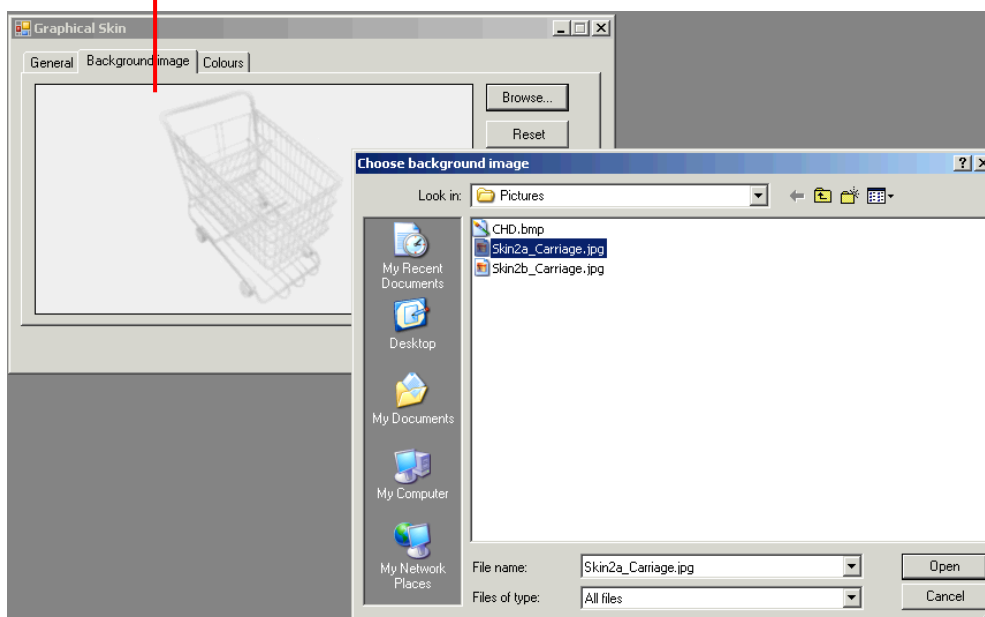 Graphical Skin
General Background image Colours
Browse...
Reset
Choose background image
Look in: Pictures
CHD.bmp
Skin2a_Carriage.jpg
Skin2b_Carriage.jpg
My Recent
Documents
Desktop
My Documents
My Computer
My Network
Places
File name: Skin2a_Carriage.jpg Open
Files of type: All files Cancel